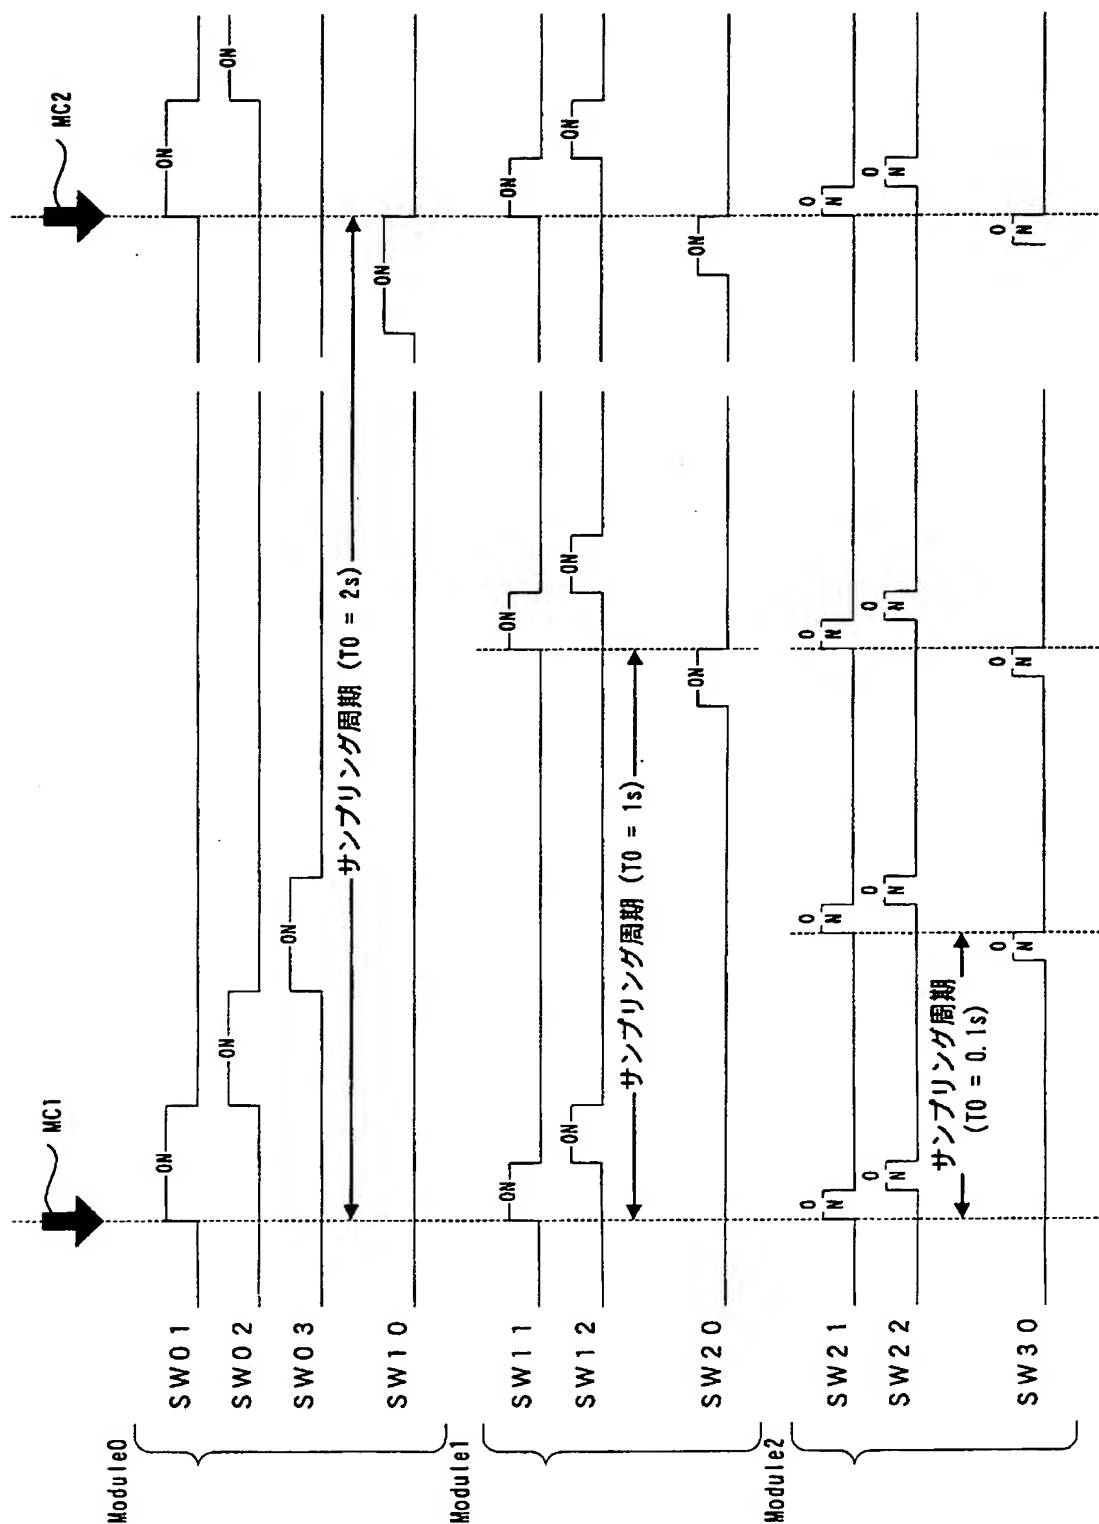 MC1
MC2
Module0
SW01
ON
ON
SW02
ON
ON
SW03
ON
サンプリング周期 (T0 = 2s)
SW10
ON
Module1
SW11
ON
ON
ON
SW12
ON
ON
ON
サンプリング周期 (T0 = 1s)
SW20
ON
ON
Module2
SW21
O
N
O
N
O
N
O
N
SW22
O
N
O
N
O
N
O
N
サンプリング周期
(T0 = 0.1s)
SW30
O
N
O
N
O
N